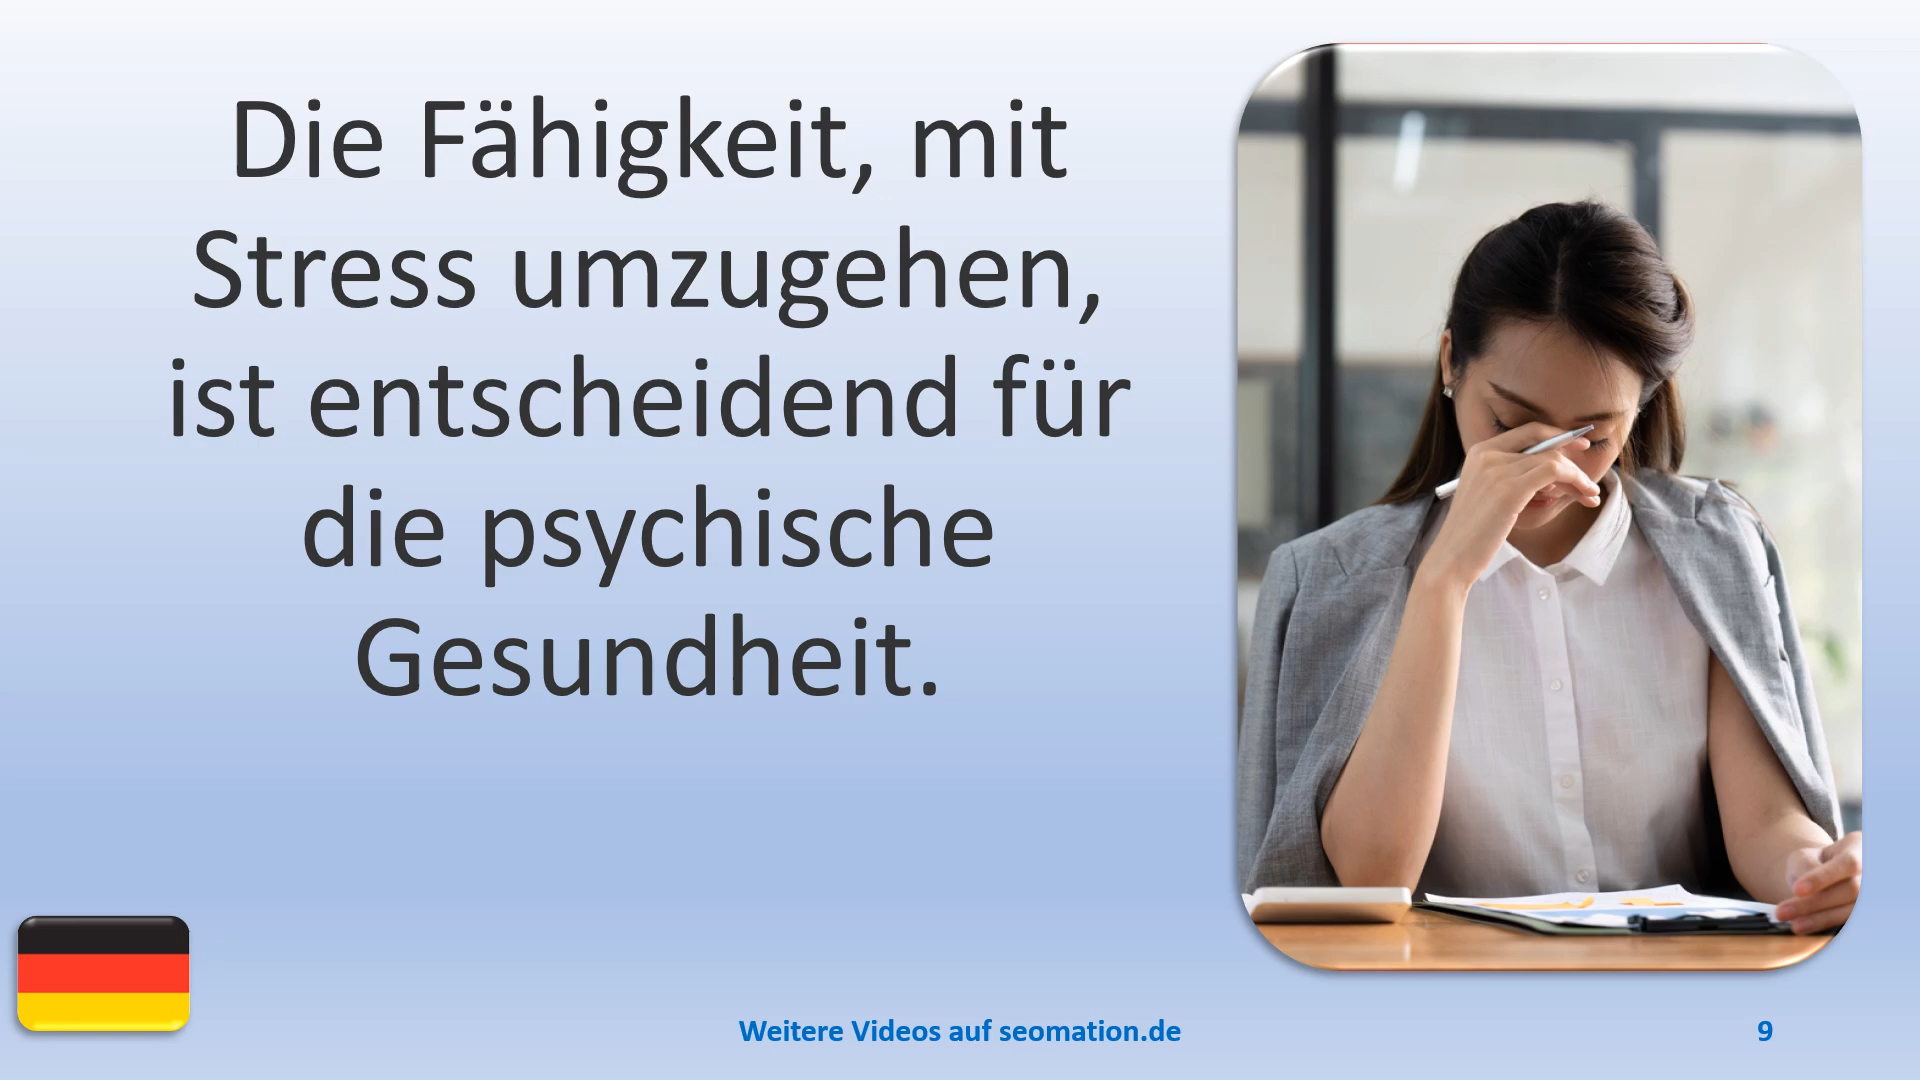 Die Fähigkeit, mit
Stress umzugehen,
ist entscheidend für
die psychische
Gesundheit.
Weitere Videos auf seomation.de
9